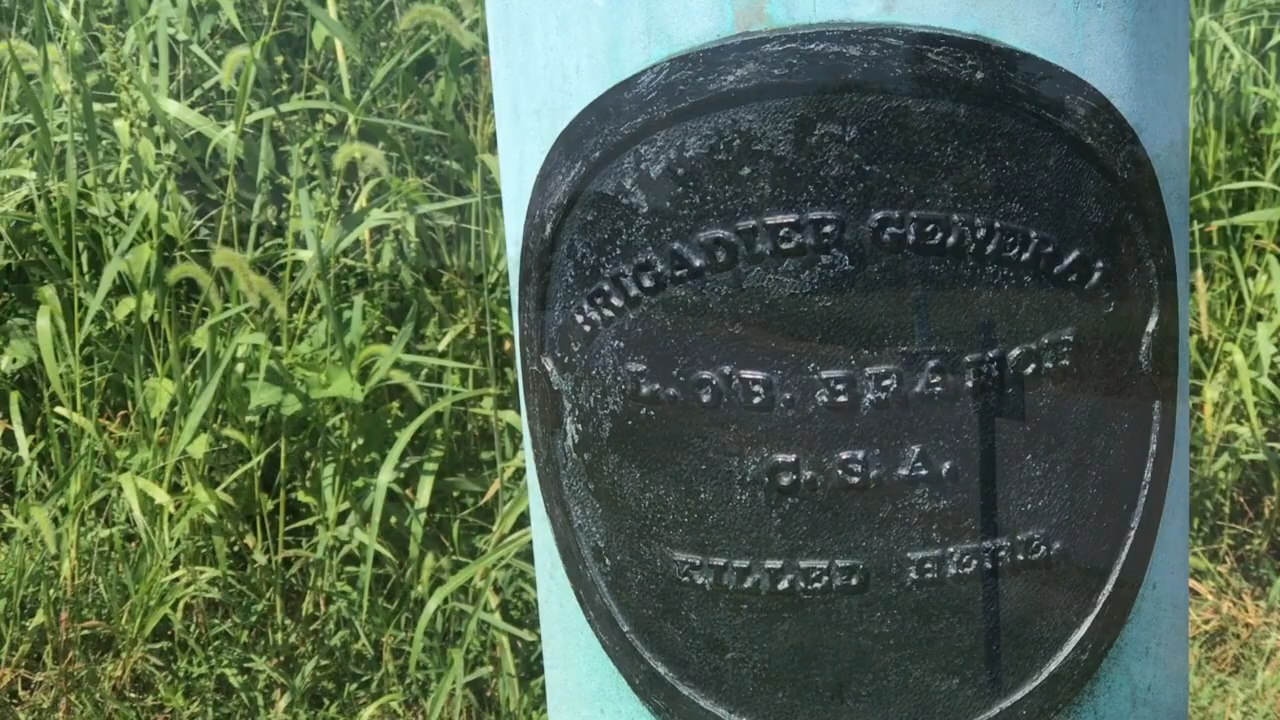 BRIGADIER GENERAL
L. O'B. BRANCH
C. S. A.
KILLED HERE.